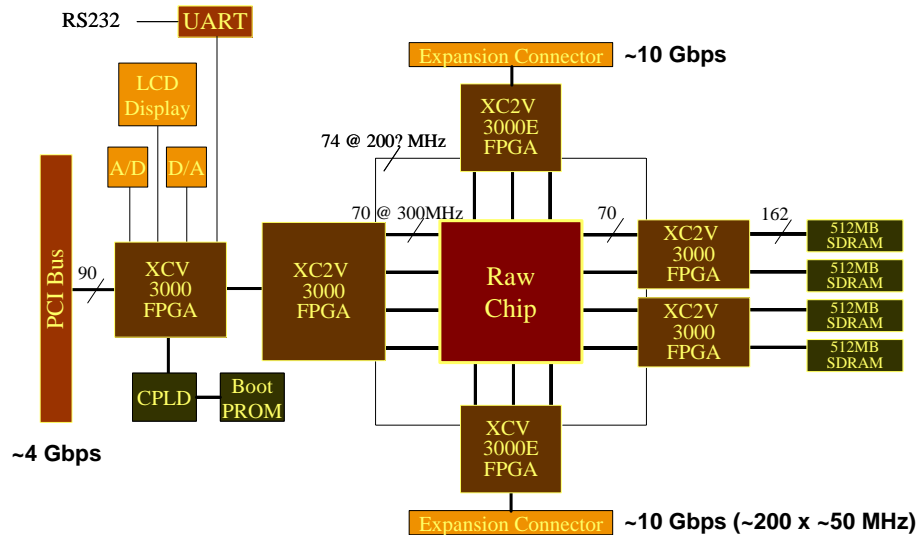 RS232
UART
Expansion Connector
~10 Gbps
LCD
Display
XC2V
3000E
FPGA
74 @ 200? MHz
A/D
D/A
70 @ 300MHz
70
162
512MB
SDRAM
PCI Bus
90
XCV
3000
FPGA
XC2V
3000
FPGA
Raw
Chip
XC2V
3000
FPGA
512MB
SDRAM
XC2V
3000
FPGA
512MB
SDRAM
512MB
SDRAM
CPLD
Boot
PROM
XCV
3000E
FPGA
~4 Gbps
Expansion Connector
~10 Gbps (~200 x ~50 MHz)